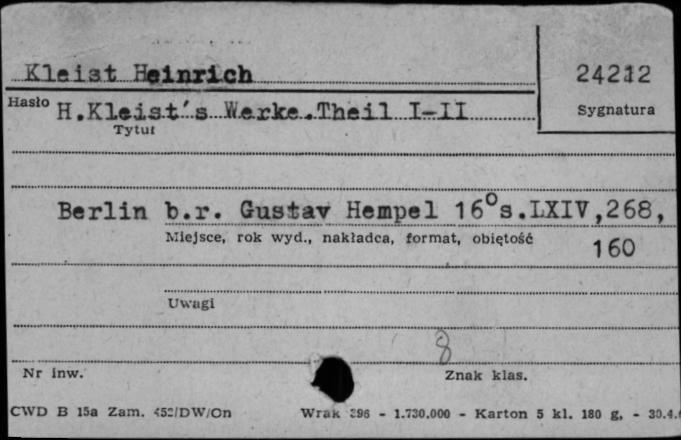 Kleist Heinrich
24212
Hasło
H.Kleist's Werke.Theil I-II
Sygnatura
Tytuł
Berlin b.r. Gustav Hempel 16°s.LXIV,268,
Miejsce, rok wyd., nakładca, format, objętość
160
Uwagi
8
Nr inw.
Znak klas.
CWD B 15a Zam. 452/DW/On Wrak 396 - 1.730.000 - Karton 5 kl. 180 g. - 30.4.